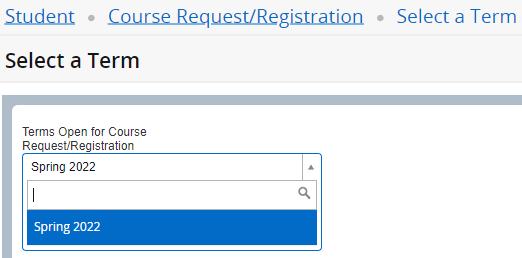 Student • Course Request/Registration • Select a Term
Select a Term
Terms Open for Course
Request/Registration
Spring 2022
Spring 2022